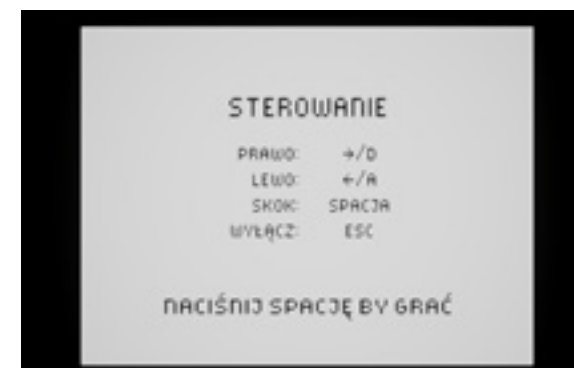 STEROWANIE
PRAWO: →/D
LEWO: ←/A
SKOK: SPACJA
WYŁĄCZ: ESC
NACIŚNIJ SPACJĘ BY GRAĆ